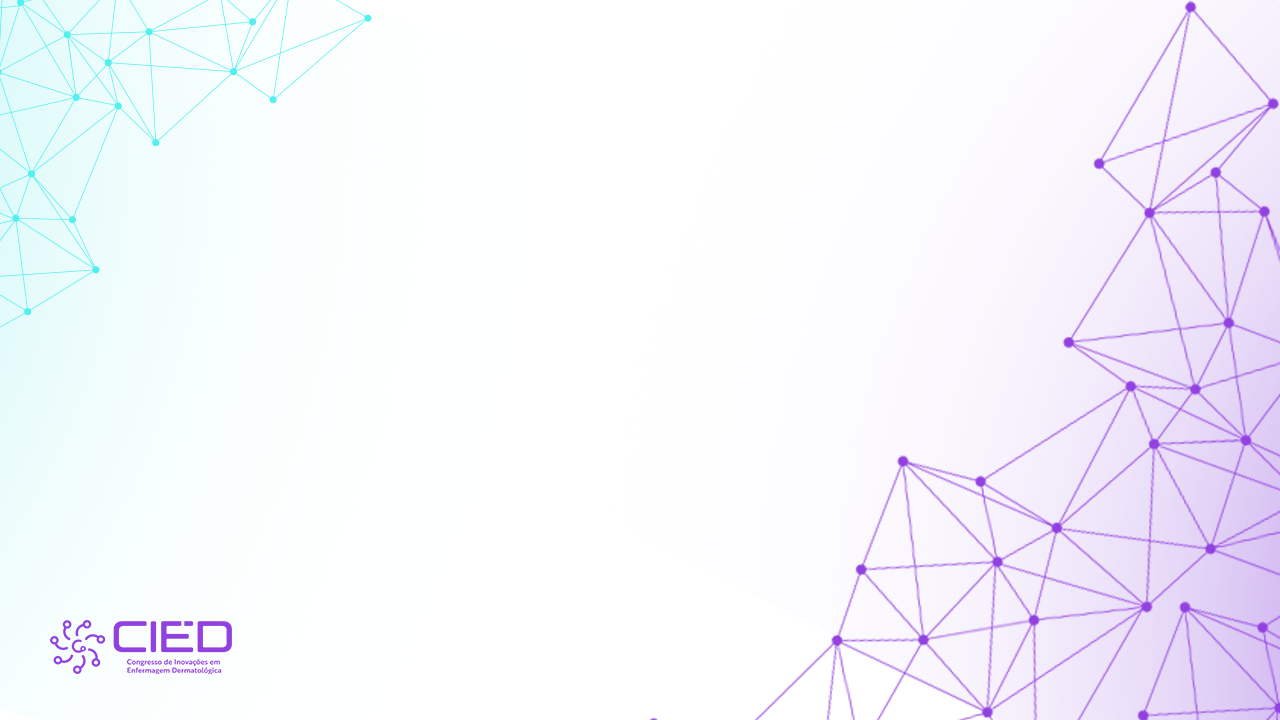 CIED
Congresso de Inovações em
Enfermagem Dermatológica